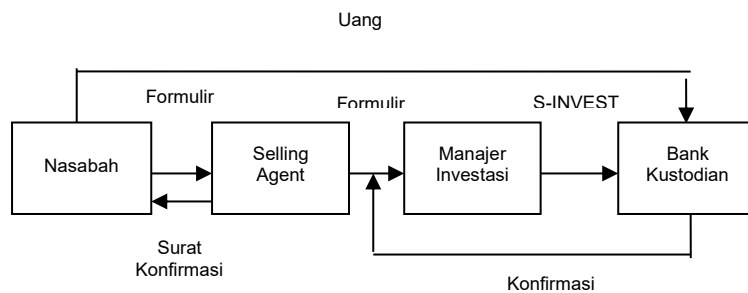 Uang
Formulir
Formulir
S-INVEST
Nasabah
Selling
Agent
Manajer
Investasi
Bank
Kustodian
Surat
Konfirmasi
Konfirmasi